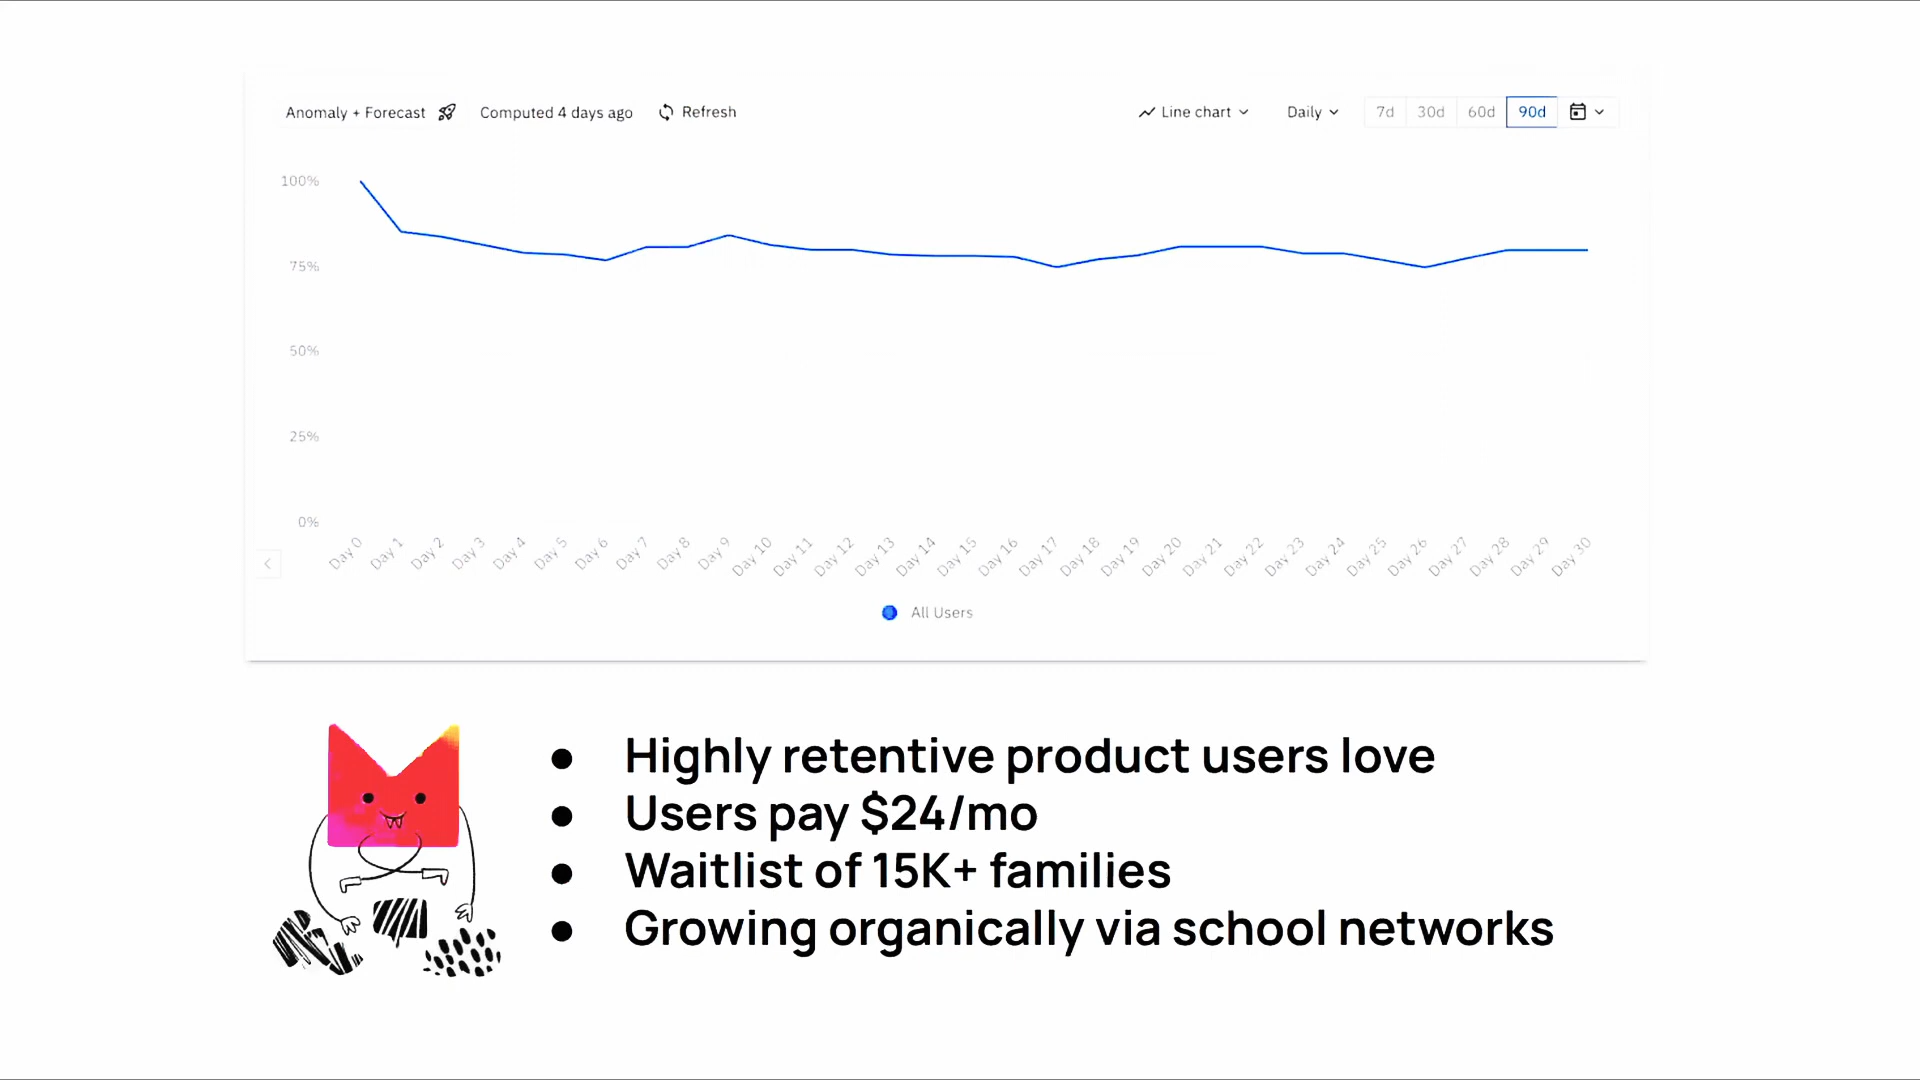 Anomaly + Forecast Computed 4 days ago Refresh Line chart Daily 7d 30d 60d 90d
100%
75%
50%
25%
0%
Day 0 Day 1 Day 2 Day 3 Day 4 Day 5 Day 6 Day 7 Day 8 Day 9 Day 10 Day 11 Day 12 Day 13 Day 14 Day 15 Day 16 Day 17 Day 18 Day 19 Day 20 Day 21 Day 22 Day 23 Day 24 Day 25 Day 26 Day 27 Day 28 Day 29 Day 30
All Users
● Highly retentive product users love
● Users pay $24/mo
● Waitlist of 15K+ families
● Growing organically via school networks